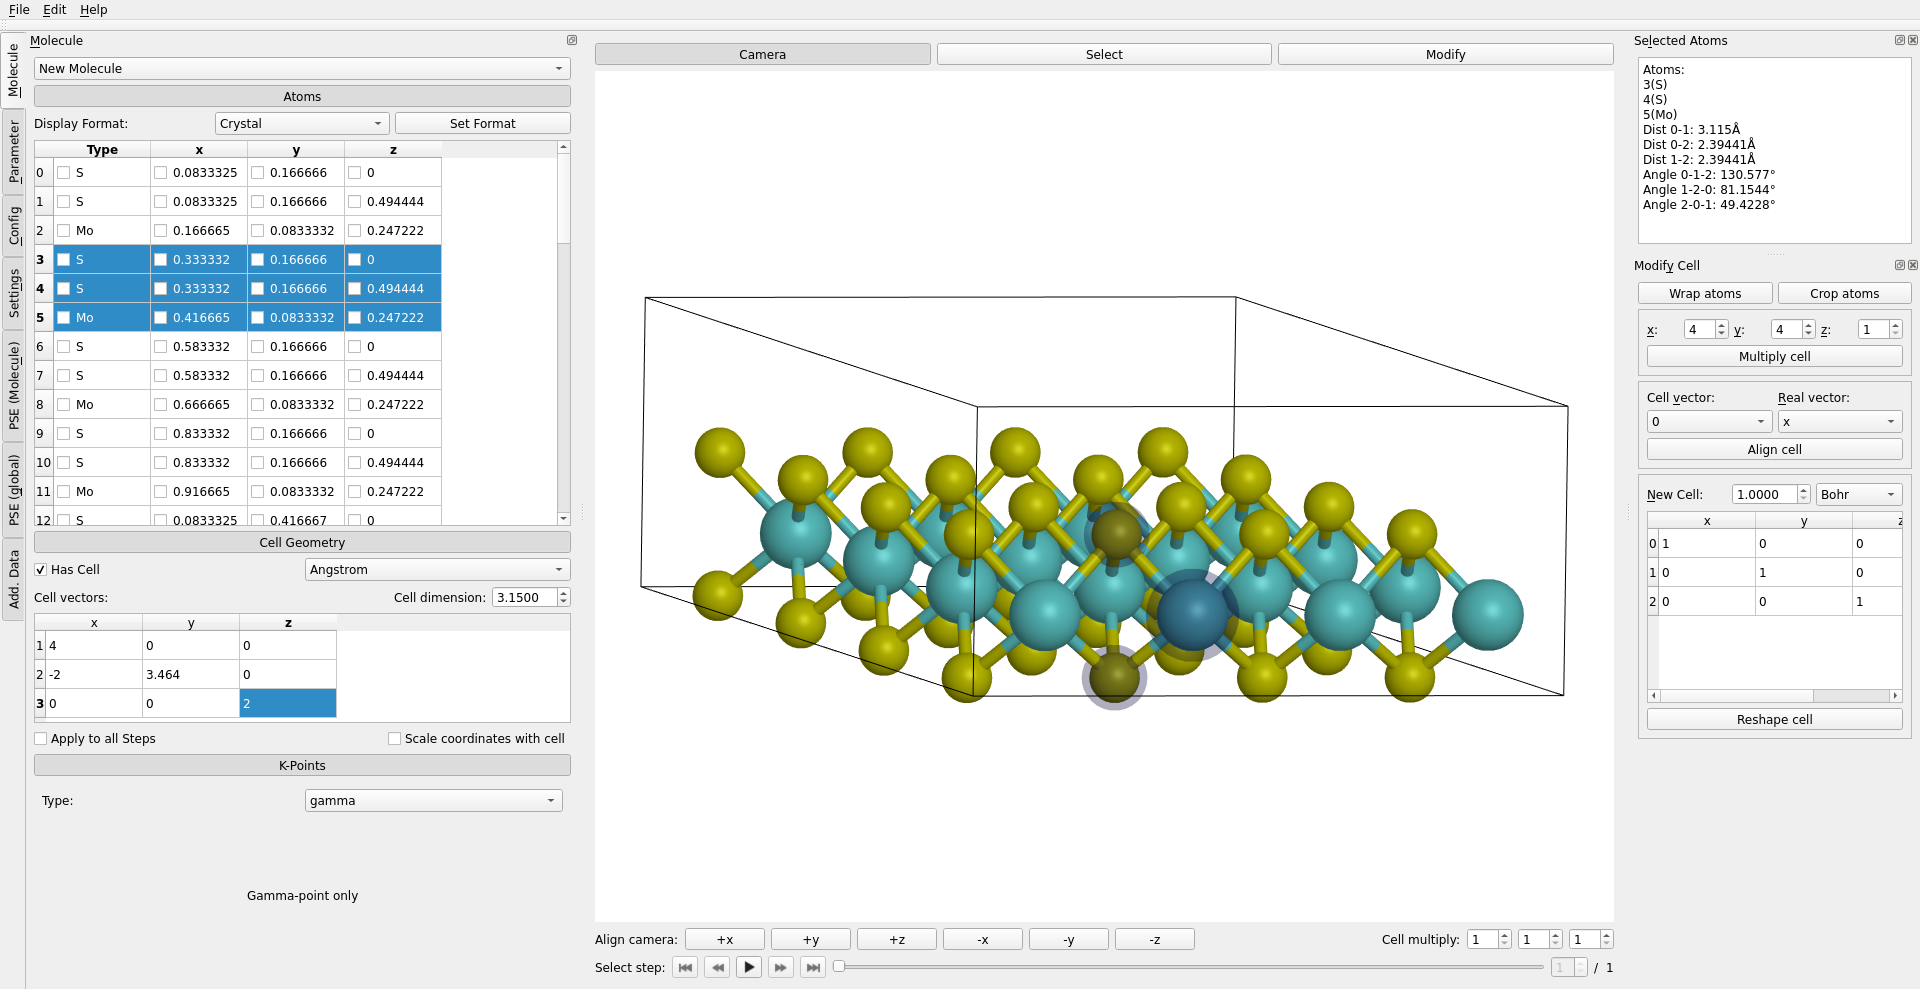 File Edit Help
Molecule
Parameter
Config
Settings
PSE (Molecule)
PSE (global)
Add. Data
Molecule
New Molecule
Atoms
Display Format: Crystal Set Format
Type x y z
0 S 0.0833325 0.166666 0
1 S 0.0833325 0.166666 0.494444
2 Mo 0.166665 0.0833332 0.247222
3 S 0.333332 0.166666 0
4 S 0.333332 0.166666 0.494444
5 Mo 0.416665 0.0833332 0.247222
6 S 0.583332 0.166666 0
7 S 0.583332 0.166666 0.494444
8 Mo 0.666665 0.0833332 0.247222
9 S 0.833332 0.166666 0
10 S 0.833332 0.166666 0.494444
11 Mo 0.916665 0.0833332 0.247222
12 S 0.0833325 0.416667 0
Cell Geometry
Has Cell Angstrom
Cell vectors: Cell dimension: 3.1500
x y z
1 4 0 0
2 -2 3.464 0
3 0 0 2
Apply to all Steps Scale coordinates with cell
K-Points
Type: gamma
Gamma-point only
Camera Select Modify
Align camera: +x +y +z -x -y -z Cell multiply: 1 1 1
Select step: 1 / 1
Selected Atoms
Atoms:
3(S)
4(S)
5(Mo)
Dist 0-1: 3.115Å
Dist 0-2: 2.39441Å
Dist 1-2: 2.39441Å
Angle 0-1-2: 130.577°
Angle 1-2-0: 81.1544°
Angle 2-0-1: 49.4228°
Modify Cell
Wrap atoms Crop atoms
x: 4 y: 4 z: 1
Multiply cell
Cell vector: Real vector:
0 x
Align cell
New Cell: 1.0000 Bohr
x y z
0 1 0 0
1 0 1 0
2 0 0 1
Reshape cell